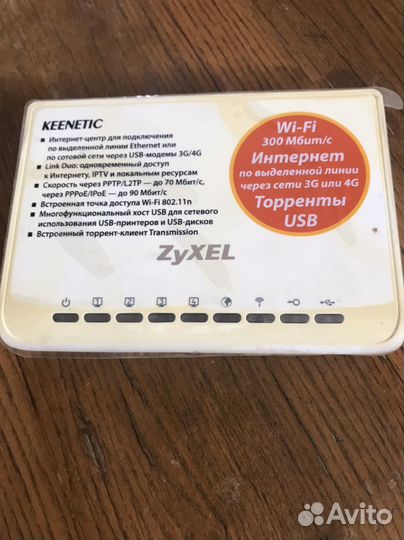 KEENETIC
Интернет-центр для подключения
по выделенной линии Ethernet или
по сотовой сети через USB-модемы 3G/4G
Link Duo: одновременный доступ
к Интернету, IPTV и локальным ресурсам
Скорость через PPTP/L2TP — до 70 Мбит/с,
через PPPoE/IPoE — до 90 Мбит/с
Встроенная точка доступа Wi-Fi 802.11n
Многофункциональный хост USB для сетевого
использования USB-принтеров и USB-дисков
Встроенный торрент-клиент Transmission
Wi-Fi
300 Мбит/с
Интернет
по выделенной линии
через сети 3G или 4G
Торренты
USB
ZyXEL
1 2 3 4
Avito